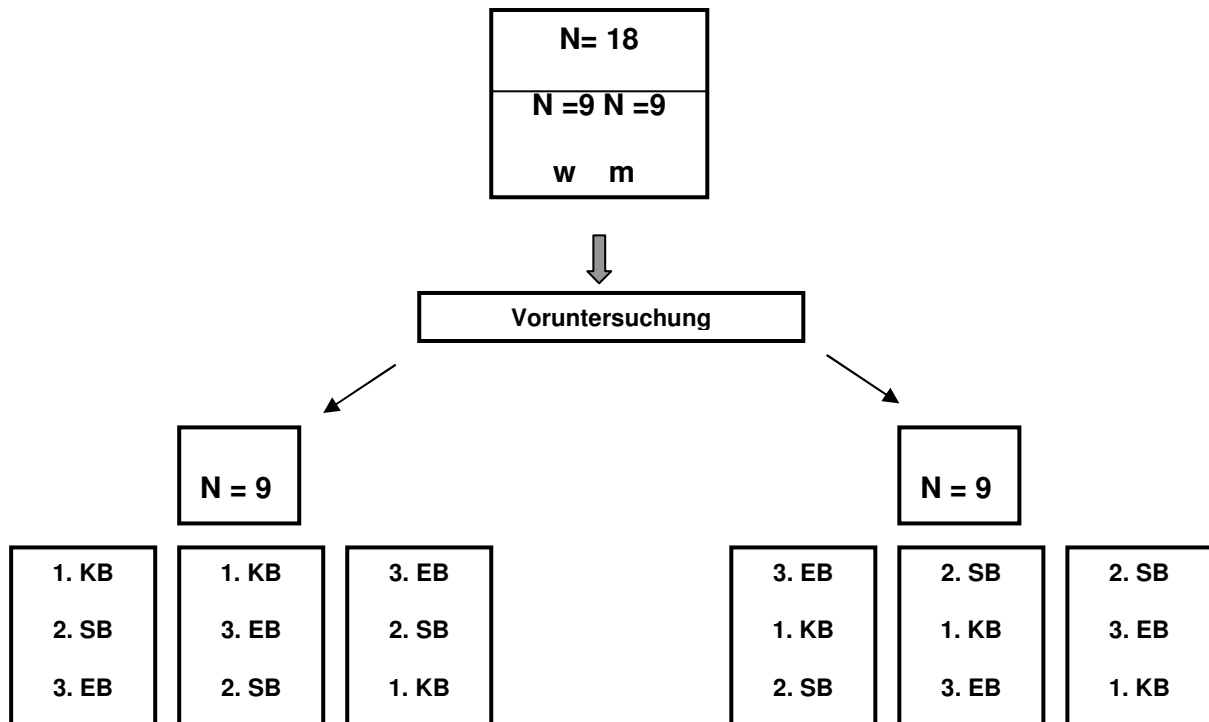 N= 18
N =9 N =9
w m
Voruntersuchung
N = 9
N = 9
1. KB
2. SB
3. EB
1. KB
3. EB
2. SB
3. EB
2. SB
1. KB
3. EB
1. KB
2. SB
2. SB
1. KB
3. EB
2. SB
3. EB
1. KB